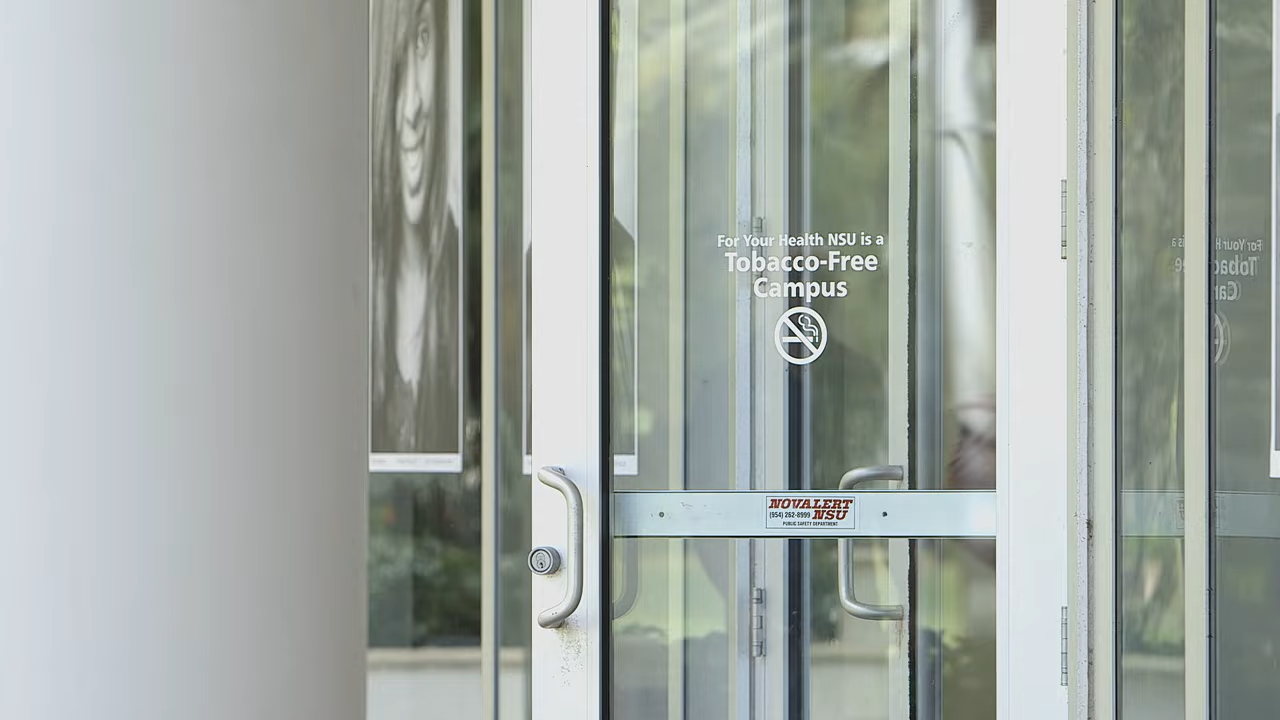 For Your Health NSU is a
Tobacco-Free
Campus
NOVALERT
(954) 262-8999 NSU
PUBLIC SAFETY DEPARTMENT